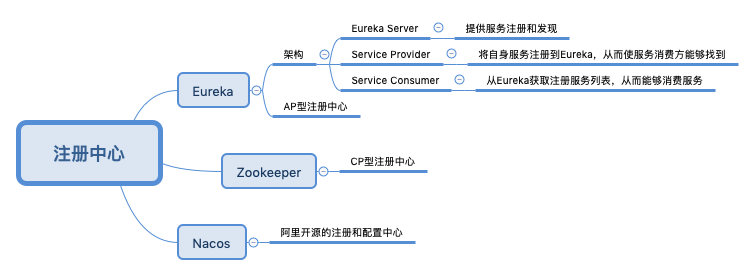 注册中心
Eureka
架构
Eureka Server
提供服务注册和发现
Service Provider
将自身服务注册到Eureka，从而使服务消费方能够找到
Service Consumer
从Eureka获取注册服务列表，从而能够消费服务
AP型注册中心
Zookeeper
CP型注册中心
Nacos
阿里开源的注册和配置中心